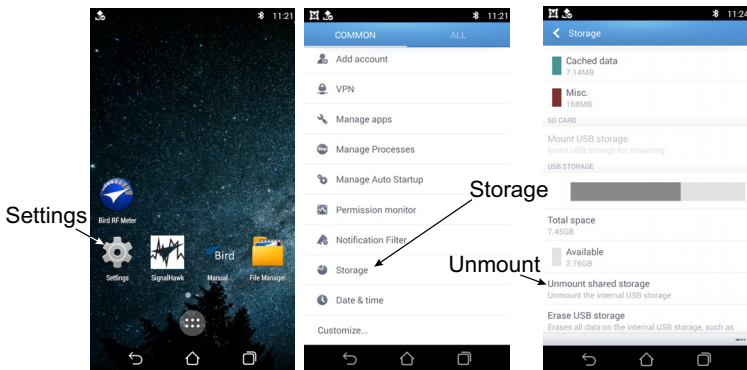 11:21
Settings
Bird RF Meter
Bird
Settings
SignalHawk
Manual
File Manager
11:21
COMMON
ALL
Add account
VPN
Manage apps
Manage Processes
Manage Auto Startup
Permission monitor
Notification Filter
Storage
Storage
Date & time
Customize...
11:24
Storage
Cached data
7.14MB
Misc.
168MB
SD CARD
Mount USB storage
Insert USB storage for mounting
USB STORAGE
Total space
7.45GB
Available
2.76GB
Unmount
Unmount shared storage
Unmount the internal USB storage
Erase USB storage
Erases all data on the internal USB storage, such as